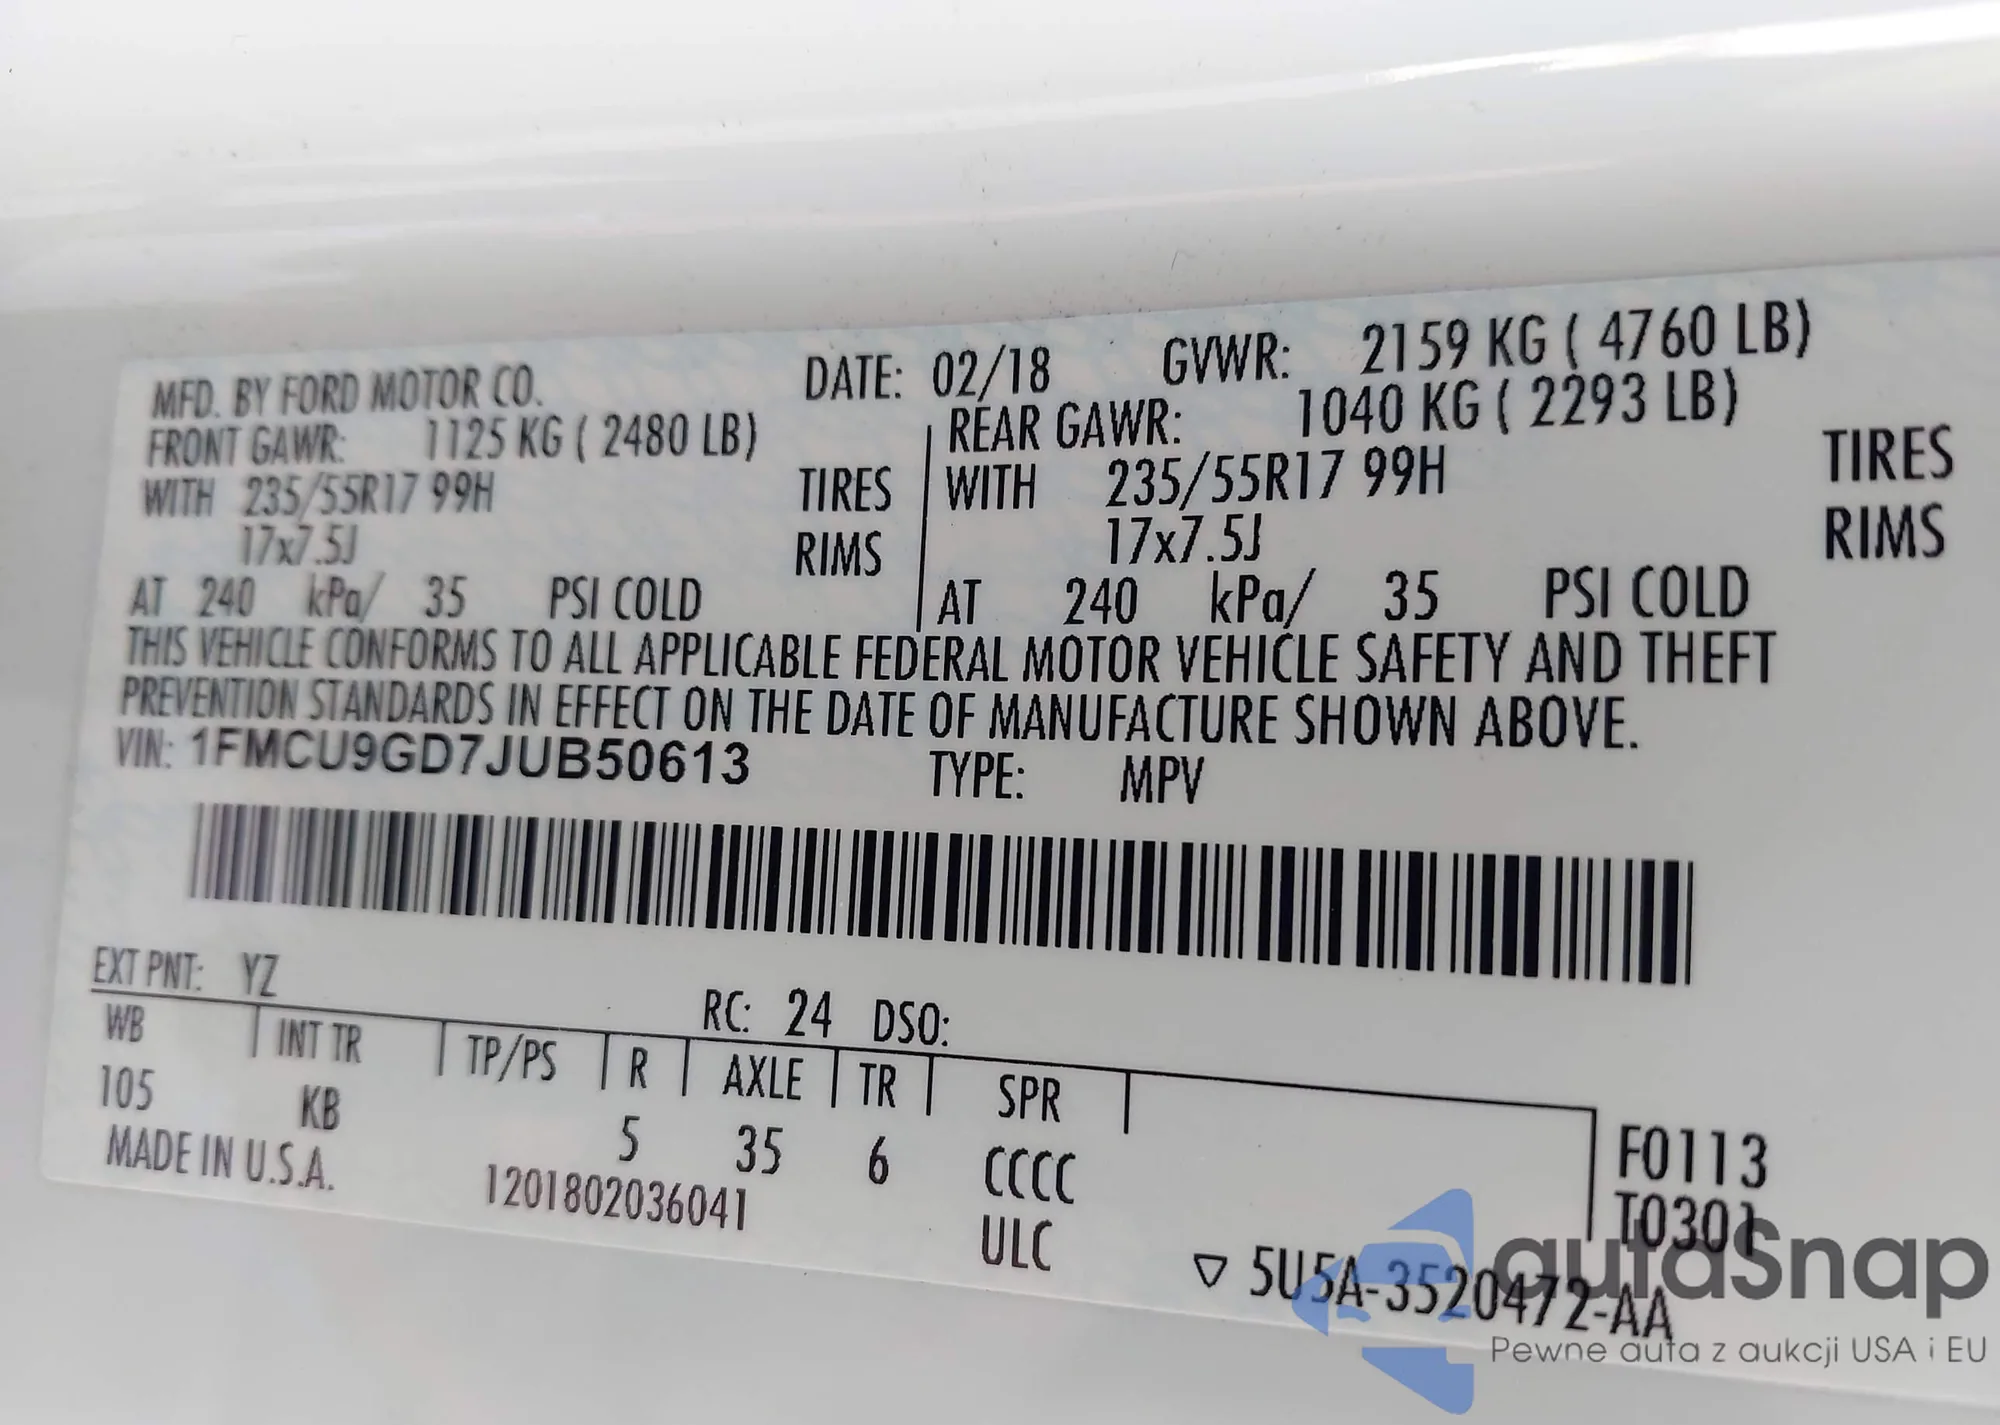 MFD. BY FORD MOTOR CO. DATE: 02/18 GVWR: 2159 KG ( 4760 LB)
FRONT GAWR: 1125 KG ( 2480 LB) REAR GAWR: 1040 KG ( 2293 LB)
WITH 235/55R17 99H TIRES WITH 235/55R17 99H TIRES
17x7.5J RIMS 17x7.5J RIMS
AT 240 kPa/ 35 PSI COLD AT 240 kPa/ 35 PSI COLD
THIS VEHICLE CONFORMS TO ALL APPLICABLE FEDERAL MOTOR VEHICLE SAFETY AND THEFT
PREVENTION STANDARDS IN EFFECT ON THE DATE OF MANUFACTURE SHOWN ABOVE.
VIN: 1FMCU9GD7JUB50613 TYPE: MPV
EXT PNT: YZ RC: 24 DSO:
WB INT TR TP/PS R AXLE TR SPR
105 KB 5 35 6 CCCC F0113
MADE IN U.S.A. 1201802036041 ULC T0301
▽ 5U5A-3520472-AA
autaSnap
Pewne auta z aukcji USA i EU